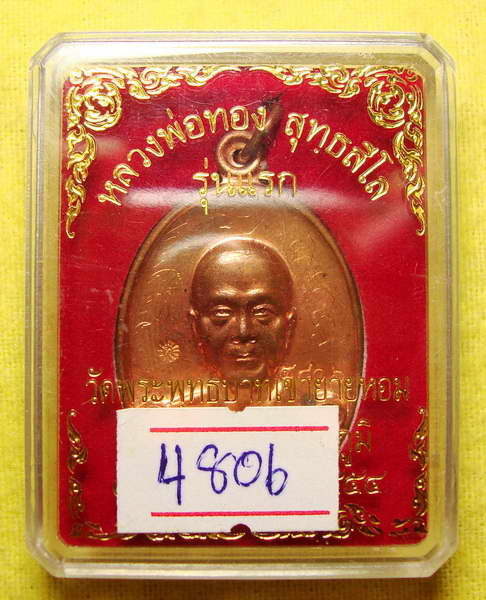 หลวงพ่อทอง สุทฺธสีโล
รุ่นแรก
วัดพระพุทธบาทเขายายหอม
4806